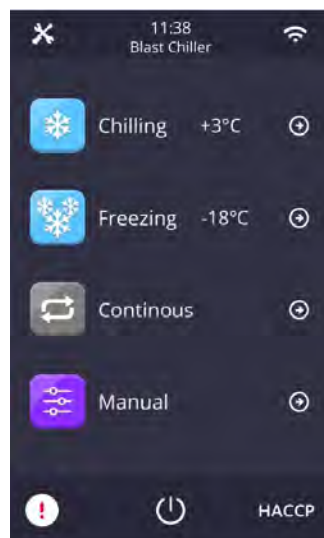 11:38
Blast Chiller
Chilling +3°C
Freezing -18°C
Continous
Manual
HACCP